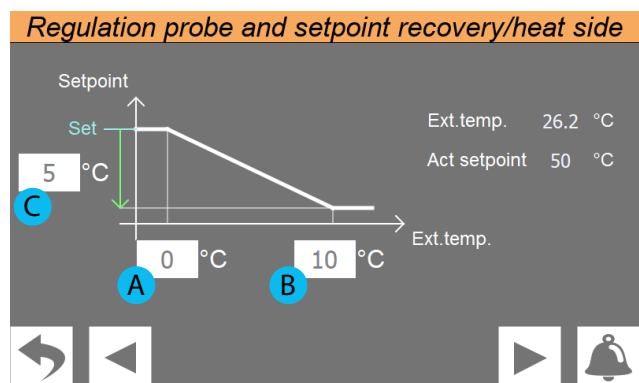 Regulation probe and setpoint recovery/heat side
Setpoint
Ext.temp. 26.2 °C
Set
Act setpoint 50 °C
5 °C
C
Ext.temp.
0 °C 10 °C
A B